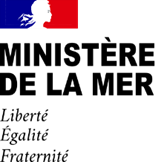 MINISTÈRE
DE LA MER
Liberté
Égalité
Fraternité